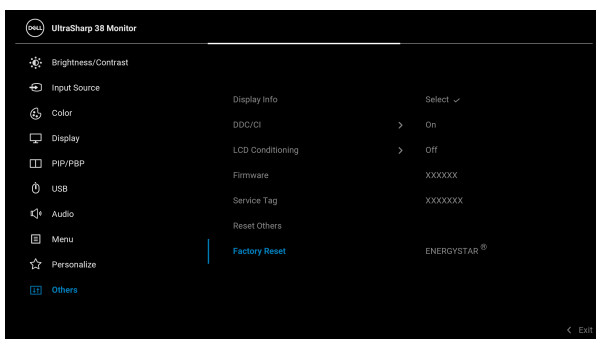 DELL UltraSharp 38 Monitor
Brightness/Contrast
Input Source
Color
Display
PIP/PBP
USB
Audio
Menu
Personalize
Others
Display Info Select ✓
DDC/CI > On
LCD Conditioning > Off
Firmware XXXXXX
Service Tag XXXXXXX
Reset Others
Factory Reset ENERGYSTAR ®
< Exit